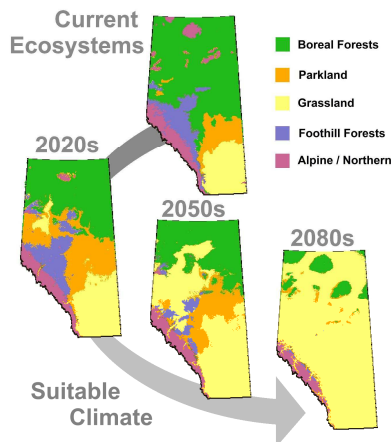 Current
Ecosystems
Boreal Forests
Parkland
Grassland
Foothill Forests
Alpine / Northern
2020s
2050s
2080s
Suitable
Climate